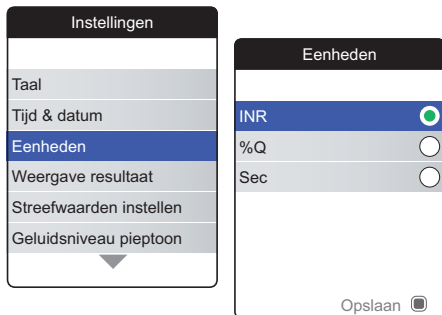 Instellingen
Taal
Tijd & datum
Eenheden
Weergave resultaat
Streefwaarden instellen
Geluidsniveau pieptoon
Eenheden
INR
%Q
Sec
Opslaan